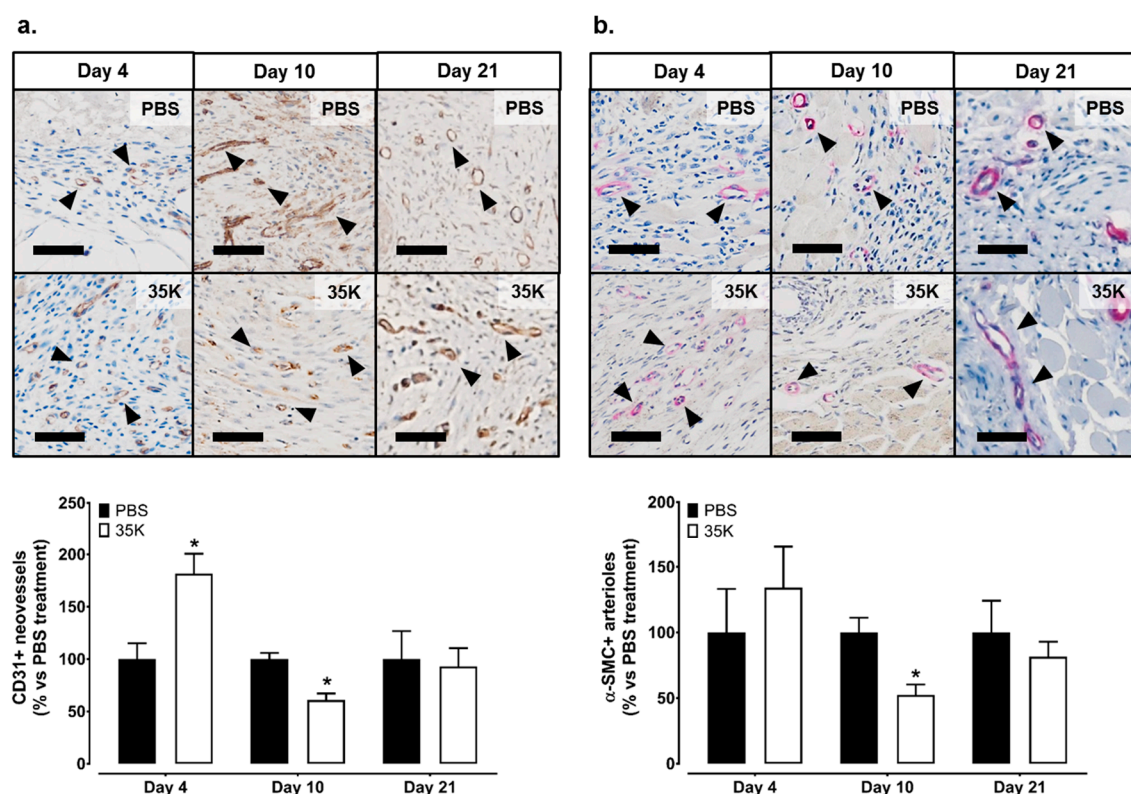 a.
Day 4 Day 10 Day 21
PBS PBS PBS
35K 35K 35K
250
200
150
100
50
0
CD31+ neovessels
(% vs PBS treatment)
PBS
35K
*
*
Day 4 Day 10 Day 21
b.
Day 4 Day 10 Day 21
PBS PBS PBS
35K 35K 35K
200
150
100
50
0
α-SMC+ arterioles
(% vs PBS treatment)
PBS
35K
*
Day 4 Day 10 Day 21